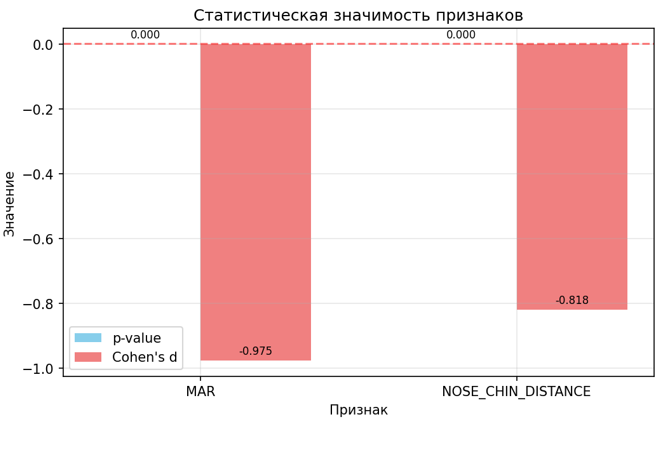 Статистическая значимость признаков
0.000
0.000
0.0
−0.2
−0.4
−0.6
−0.8
−1.0
Значение
-0.975
-0.818
p-value
Cohen's d
MAR
NOSE_CHIN_DISTANCE
Признак